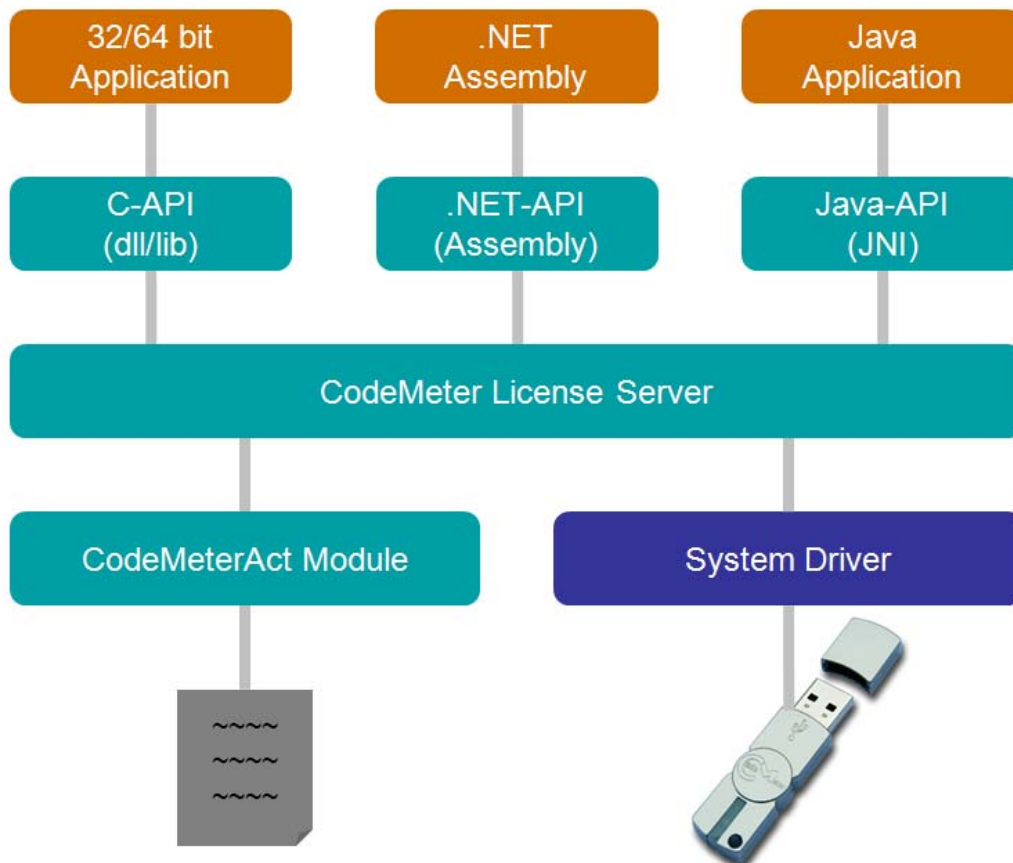 32/64 bit
Application
.NET
Assembly
Java
Application
C-API
(dll/lib)
.NET-API
(Assembly)
Java-API
(JNI)
CodeMeter License Server
CodeMeterAct Module
System Driver
~~~~
~~~~
~~~~